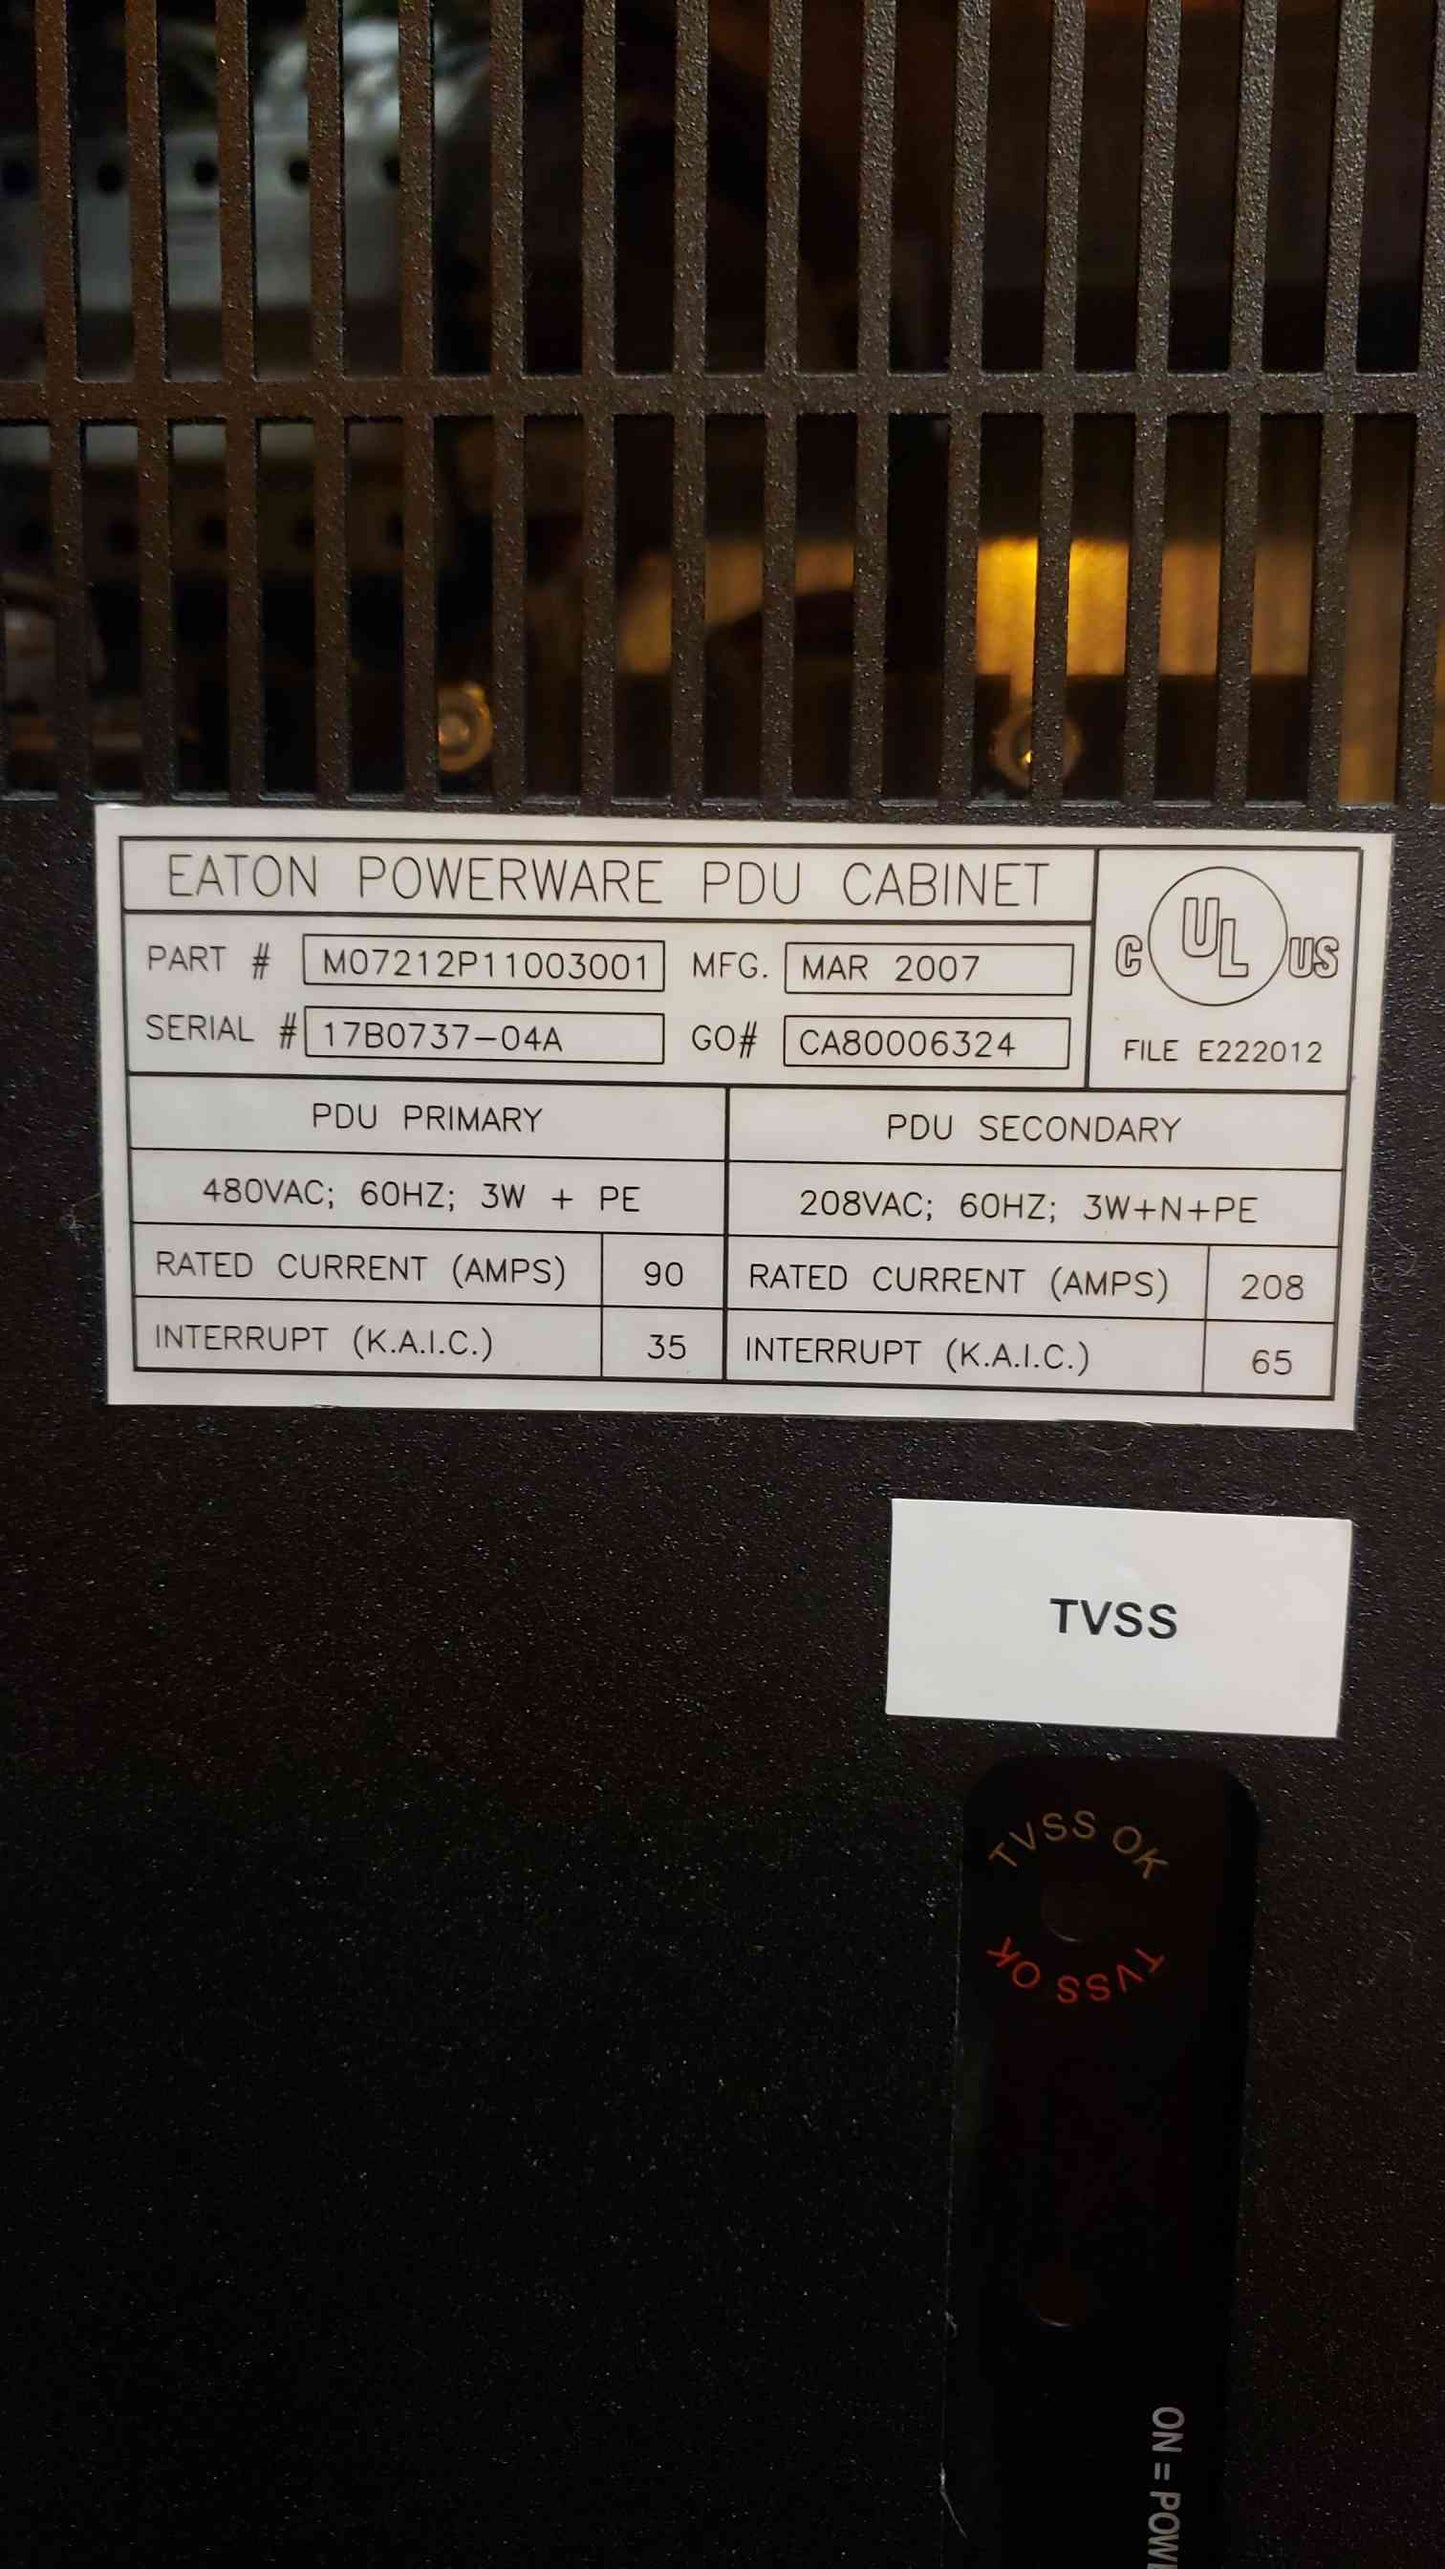 EATON POWERWARE PDU CABINET
PART # M07212P11003001 MFG. MAR 2007
SERIAL # 17B0737-04A GO# CA80006324
C UL US
FILE E222012
PDU PRIMARY
480VAC; 60HZ; 3W + PE
RATED CURRENT (AMPS) 90
INTERRUPT (K.A.I.C.) 35
PDU SECONDARY
208VAC; 60HZ; 3W+N+PE
RATED CURRENT (AMPS) 208
INTERRUPT (K.A.I.C.) 65
TVSS
TVSS OK
TVSS OK
ON = POW